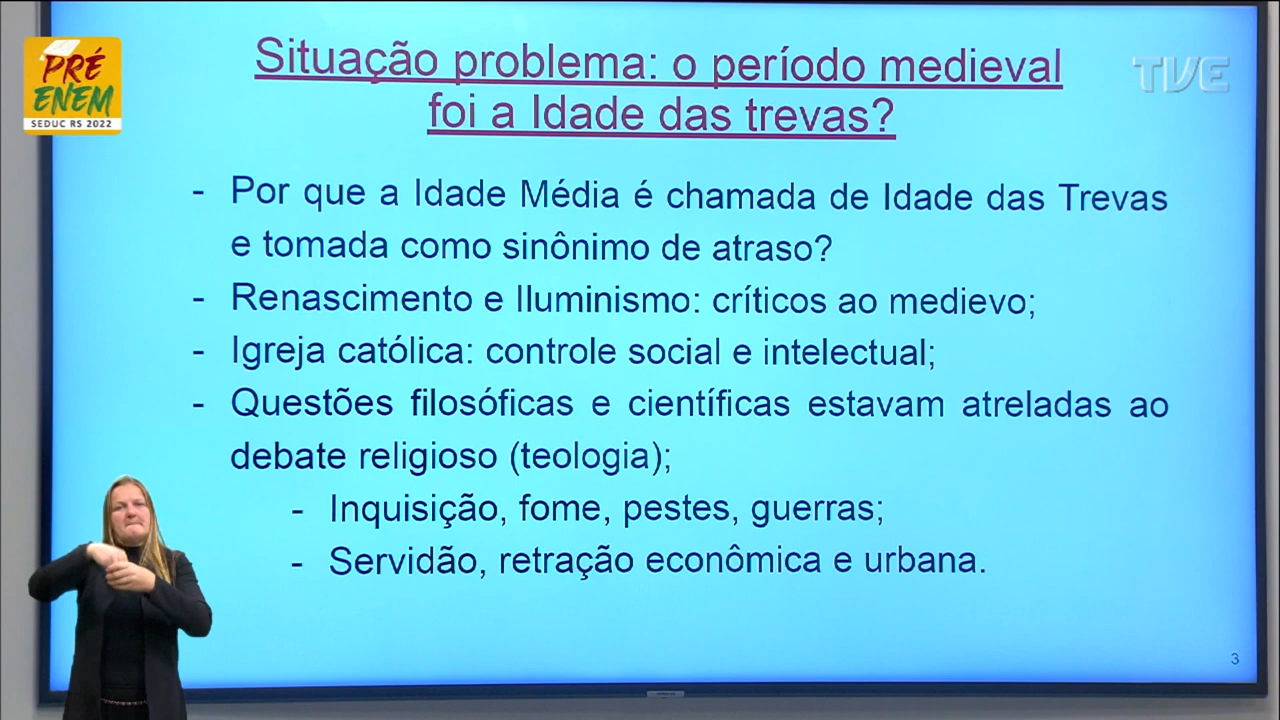 PRÉ
ENEM
SEDUC RS 2022
TVE
Situação problema: o período medieval
foi a Idade das trevas?
- Por que a Idade Média é chamada de Idade das Trevas
e tomada como sinônimo de atraso?
- Renascimento e Iluminismo: críticos ao medievo;
- Igreja católica: controle social e intelectual;
- Questões filosóficas e científicas estavam atreladas ao
debate religioso (teologia);
- Inquisição, fome, pestes, guerras;
- Servidão, retração econômica e urbana.
3